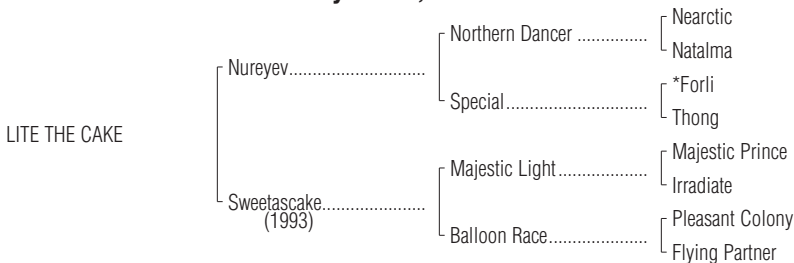 Nearctic
Northern Dancer ...............
Natalma
Nureyev.............................
*Forli
Special..............................
Thong
LITE THE CAKE
Majestic Prince
Majestic Light...................
Irradiate
Sweetascake......................
(1993)
Pleasant Colony
Balloon Race.....................
Flying Partner